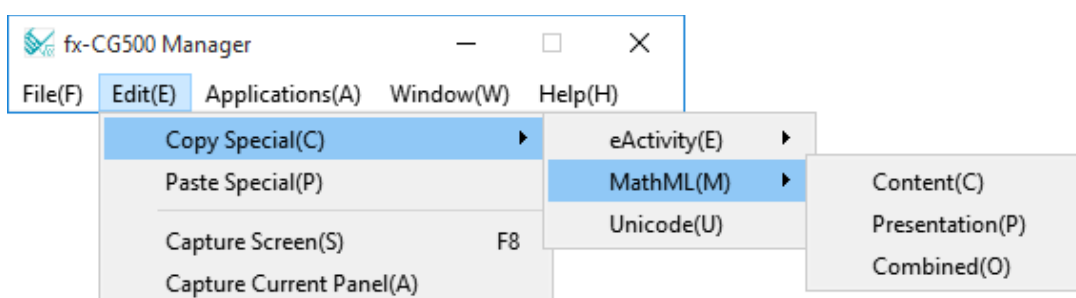 fx-CG500 Manager
File(F) Edit(E) Applications(A) Window(W) Help(H)
Copy Special(C) eActivity(E)
Paste Special(P) MathML(M) Content(C)
Unicode(U) Presentation(P)
Capture Screen(S) F8 Combined(O)
Capture Current Panel(A)